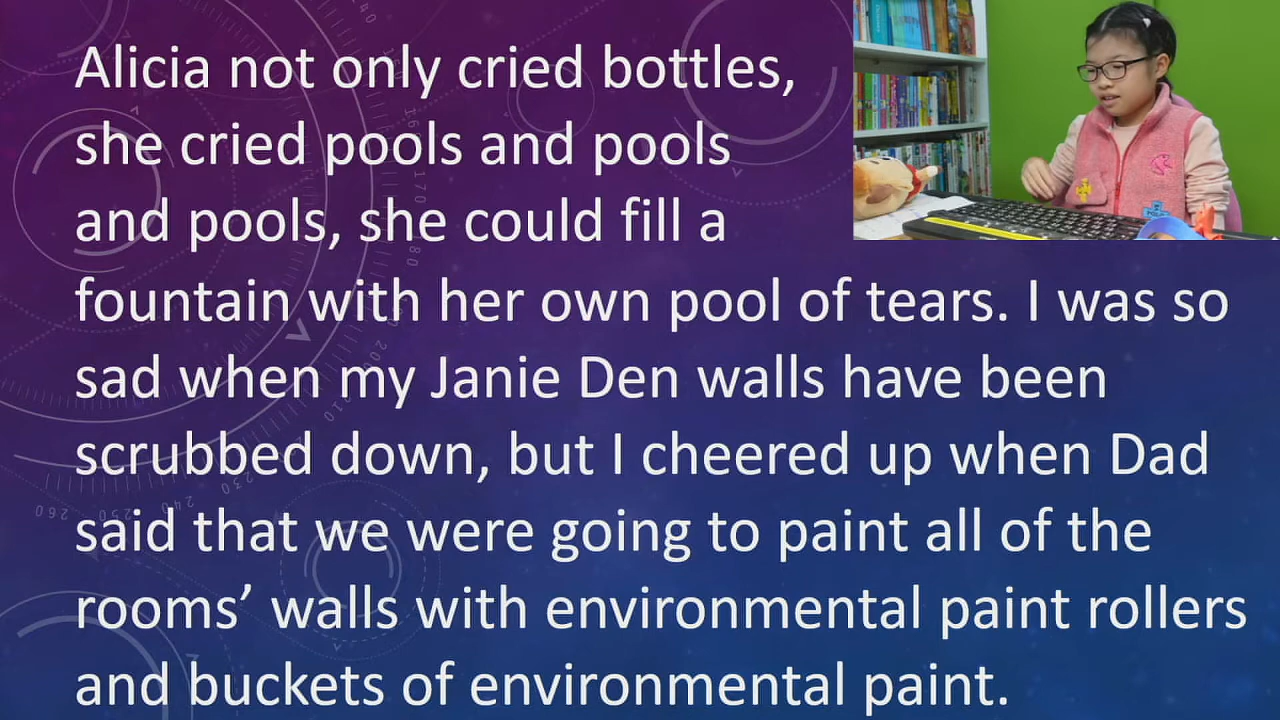 Alicia not only cried bottles,
she cried pools and pools
and pools, she could fill a
fountain with her own pool of tears. I was so
sad when my Janie Den walls have been
scrubbed down, but I cheered up when Dad
said that we were going to paint all of the
rooms’ walls with environmental paint rollers
and buckets of environmental paint.